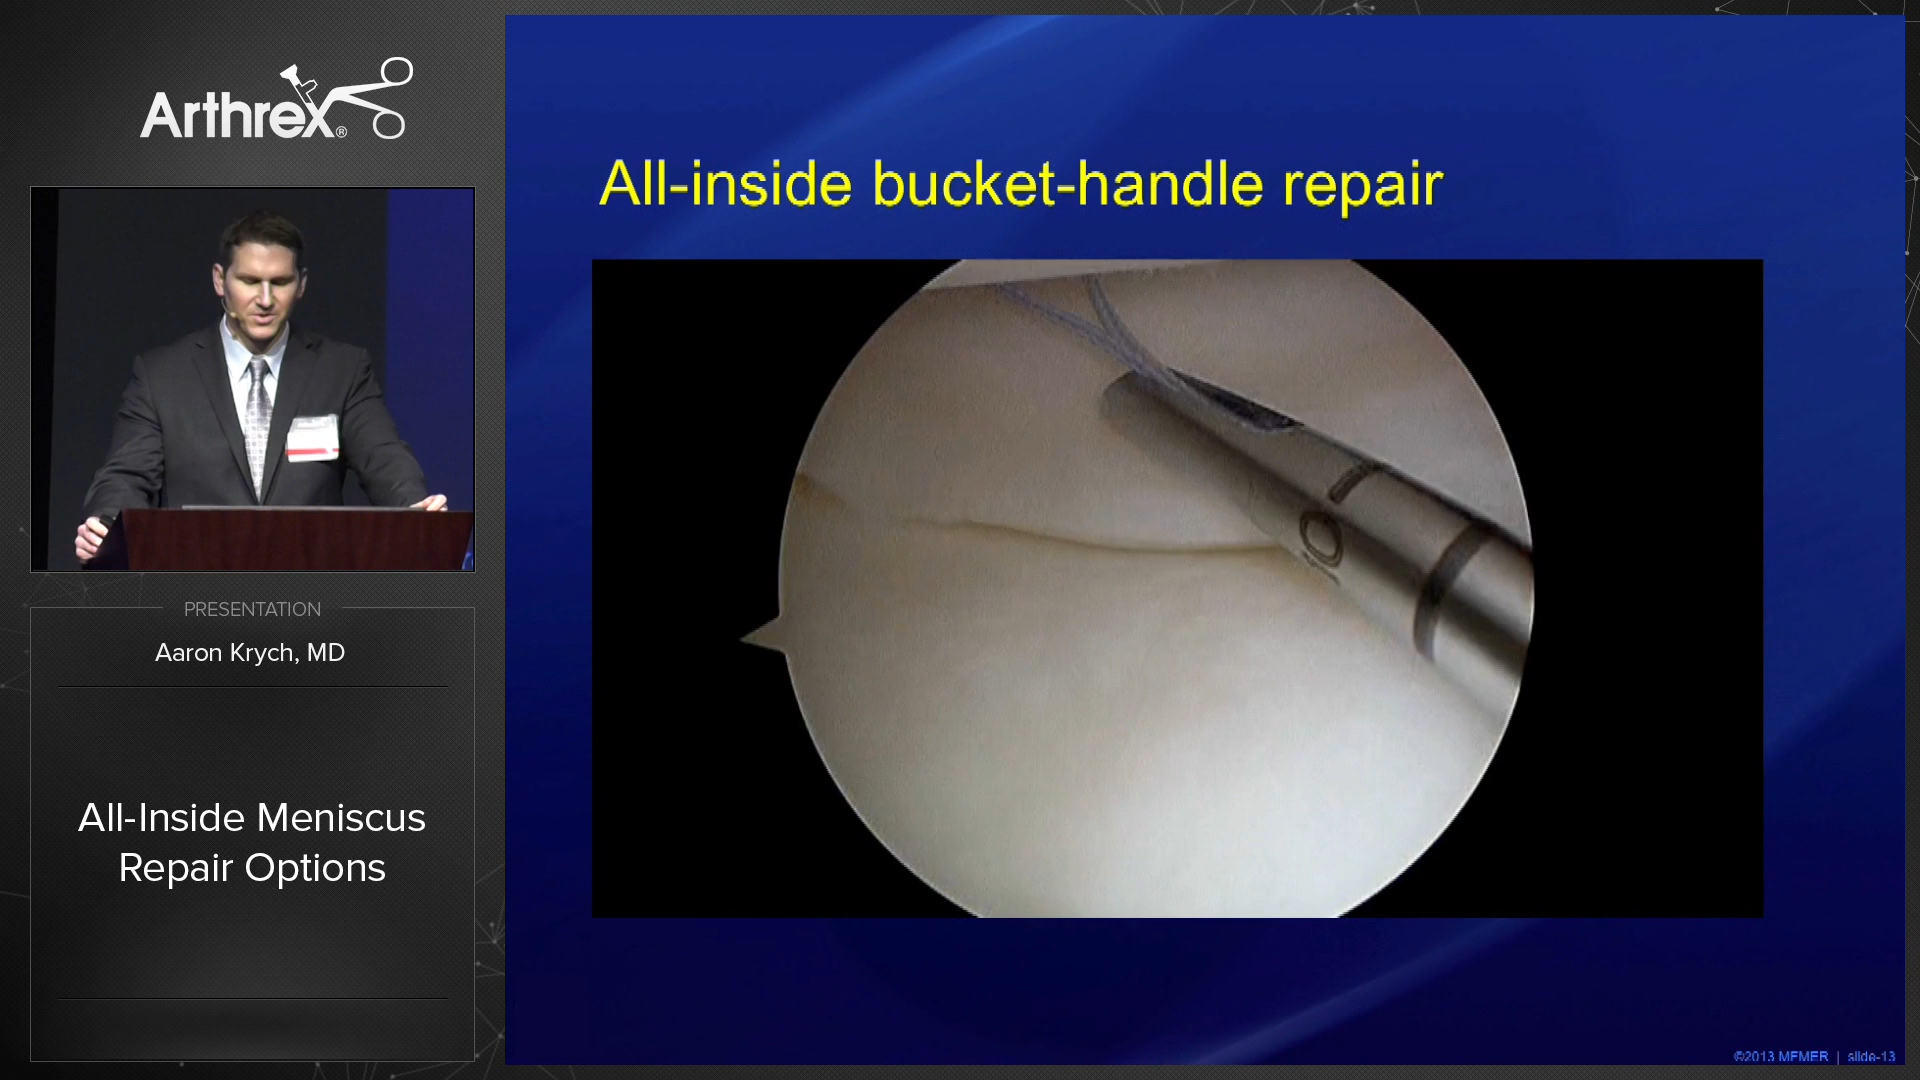 Arthrex®
PRESENTATION
Aaron Krych, MD
All-Inside Meniscus
Repair Options
All-inside bucket-handle repair
©2013 MFMER | slide-13